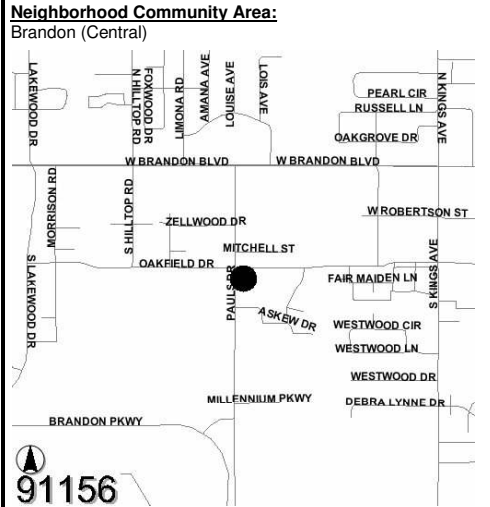 Neighborhood Community Area:
Brandon (Central)
LAKEWOOD DR
N HILLTOP RD
FOXWOOD DR
LIMONA RD
AMANA AVE
LOUISE AVE
LOIS AVE
N KINGS AVE
PEARL CIR
RUSSELL LN
OAKGROVE DR
W BRANDON BLVD
W BRANDON BLVD
MORRISON RD
S HILLTOP RD
ZELLWOOD DR
W ROBERTSON ST
MITCHELL ST
S LAKEWOOD DR
OAKFIELD DR
PAULS DR
FAIR MAIDEN LN
S KINGS AVE
ASKEW DR
WESTWOOD CIR
WESTWOOD LN
WESTWOOD DR
MILLENNIUM PKWY
DEBRA LYNNE DR
BRANDON PKWY
91156